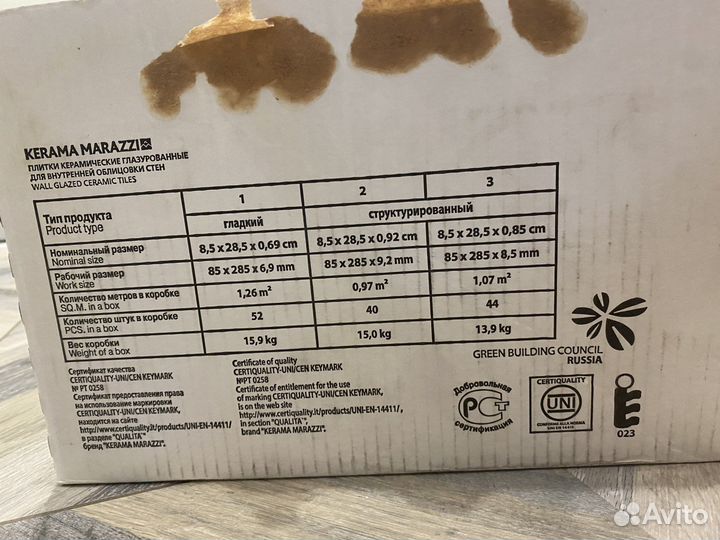 KERAMA MARAZZI
ПЛИТКИ КЕРАМИЧЕСКИЕ ГЛАЗУРОВАННЫЕ
ДЛЯ ВНУТРЕННЕЙ ОБЛИЦОВКИ СТЕН
WALL GLAZED CERAMIC TILES
Тип продукта
Product type
1 2 3
гладкий структурированный
Номинальный размер
Nominal size
8,5 x 28,5 x 0,69 cm 8,5 x 28,5 x 0,92 cm 8,5 x 28,5 x 0,85 cm
Рабочий размер
Work size
85 x 285 x 6,9 mm 85 x 285 x 9,2 mm 85 x 285 x 8,5 mm
Количество метров в коробке
SQ.M. in a box
1,26 m² 0,97 m² 1,07 m²
Количество штук в коробке
PCS. in a box
52 40 44
Вес коробки
Weight of a box
15,9 kg 15,0 kg 13,9 kg
Сертификат качества
CERTIQUALITY-UNI/CEN KEYMARK
№ PT 0258
Сертификат предоставления права
на использование маркировки
CERTIQUALITY-UNI/CEN KEYMARK,
находится на сайте
http://www.certiquality.it/products/UNI-EN-14411/
в разделе "QUALITA'",
бренд "KERAMA MARAZZI".
Certificate of quality
CERTIQUALITY-UNI/CEN KEYMARK
№PT 0258
Certificate of entitlement for the use
of marking CERTIQUALITY-UNI/CEN KEYMARK,
is on the web site
http://www.certiquality.it/products/UNI-EN-14411/,
in section "QUALITA'",
brand "KERAMA MARAZZI".
GREEN BUILDING COUNCIL
RUSSIA
Добровольная
РСТ
сертификация
CERTIQUALITY
UNI
CONFORME ALLA NORMA
UNI EN 14411
023
Avito